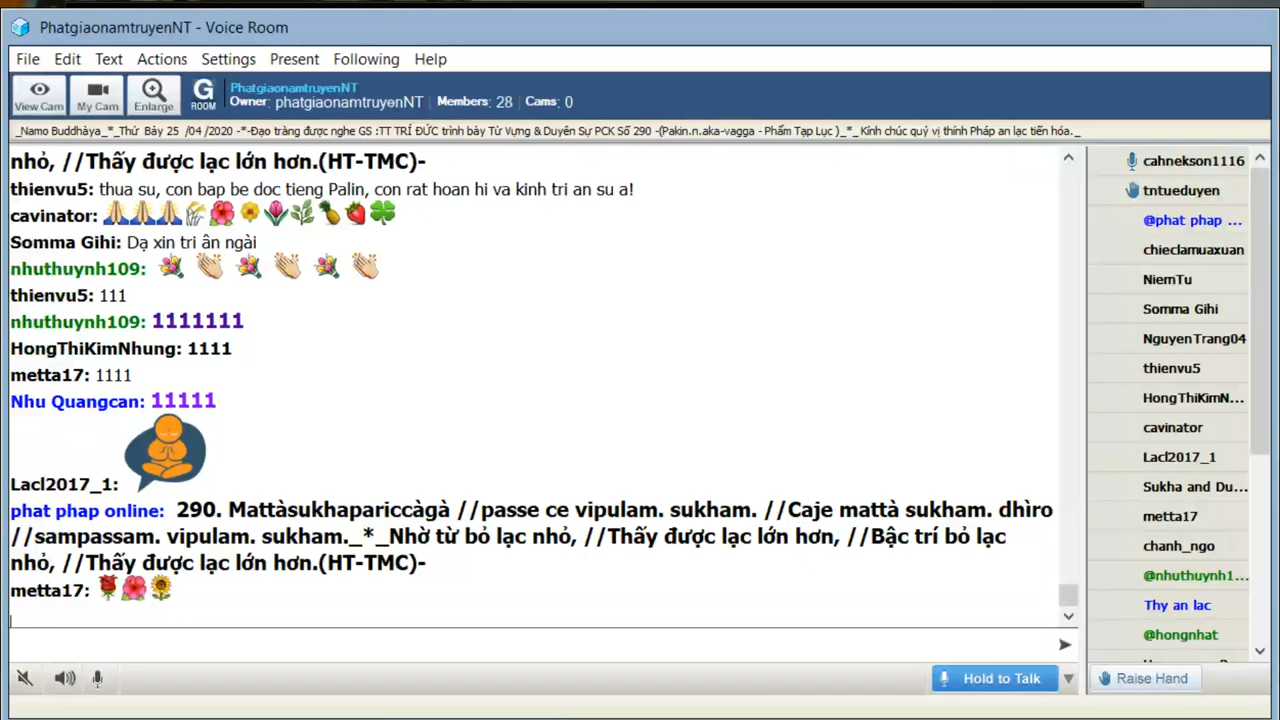 PhatgiaonamtruyenNT - Voice Room
File Edit Text Actions Settings Present Following Help
View Cam My Cam Enlarge G ROOM
PhatgiaonamtruyenNT
Owner: phatgiaonamtruyenNT | Members: 28 | Cams: 0
_Namo Buddhàya_*_Thứ Bảy 25 /04 /2020 -*-Đạo tràng được nghe GS :TT TRÍ ĐỨC trình bày Từ Vựng & Duyên Sự PCK Số 290 -(Pakin.n.aka-vagga - Phẩm Tạp Lục )_*_ Kính chúc quý vị thính Pháp an lạc tiến hóa._
nhỏ, //Thấy được lạc lớn hơn.(HT-TMC)-
thienvu5: thua su, con bap be doc tieng Palin, con rat hoan hi va kinh tri an su a!
cavinator:
Somma Gihi: Dạ xin tri ân ngài
nhuthuynh109:
thienvu5: 111
nhuthuynh109: 1111111
HongThiKimNhung: 1111
metta17: 1111
Nhu Quangcan: 11111
Lacl2017_1:
phat phap online: 290. Mattàsukhapariccàgà //passe ce vipulam. sukham. //Caje mattà sukham. dhìro
//sampassam. vipulam. sukham._*_Nhờ từ bỏ lạc nhỏ, //Thấy được lạc lớn hơn, //Bậc trí bỏ lạc
nhỏ, //Thấy được lạc lớn hơn.(HT-TMC)-
metta17:
Hold to Talk
cahnekson1116
tntueduyen
@phat phap ...
chieclamuaxuan
NiemTu
Somma Gihi
NguyenTrang04
thienvu5
HongThiKimN...
cavinator
Lacl2017_1
Sukha and Du...
metta17
chanh_ngo
@nhuthuynh1...
Thy an lac
@hongnhat
Raise Hand